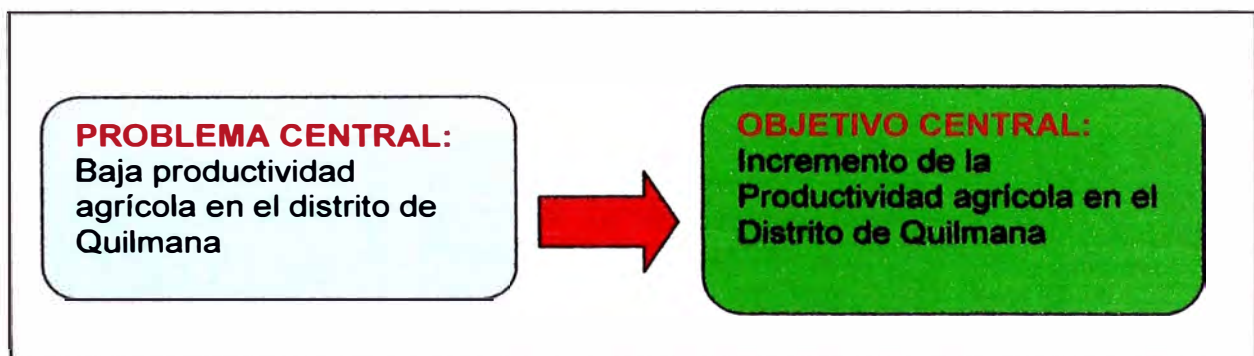 PROBLEMA CENTRAL:
Baja productividad
agrícola en el distrito de
Quilmana
OBJETIVO CENTRAL:
Incremento de la
Productividad agrícola en el
Distrito de Quilmana